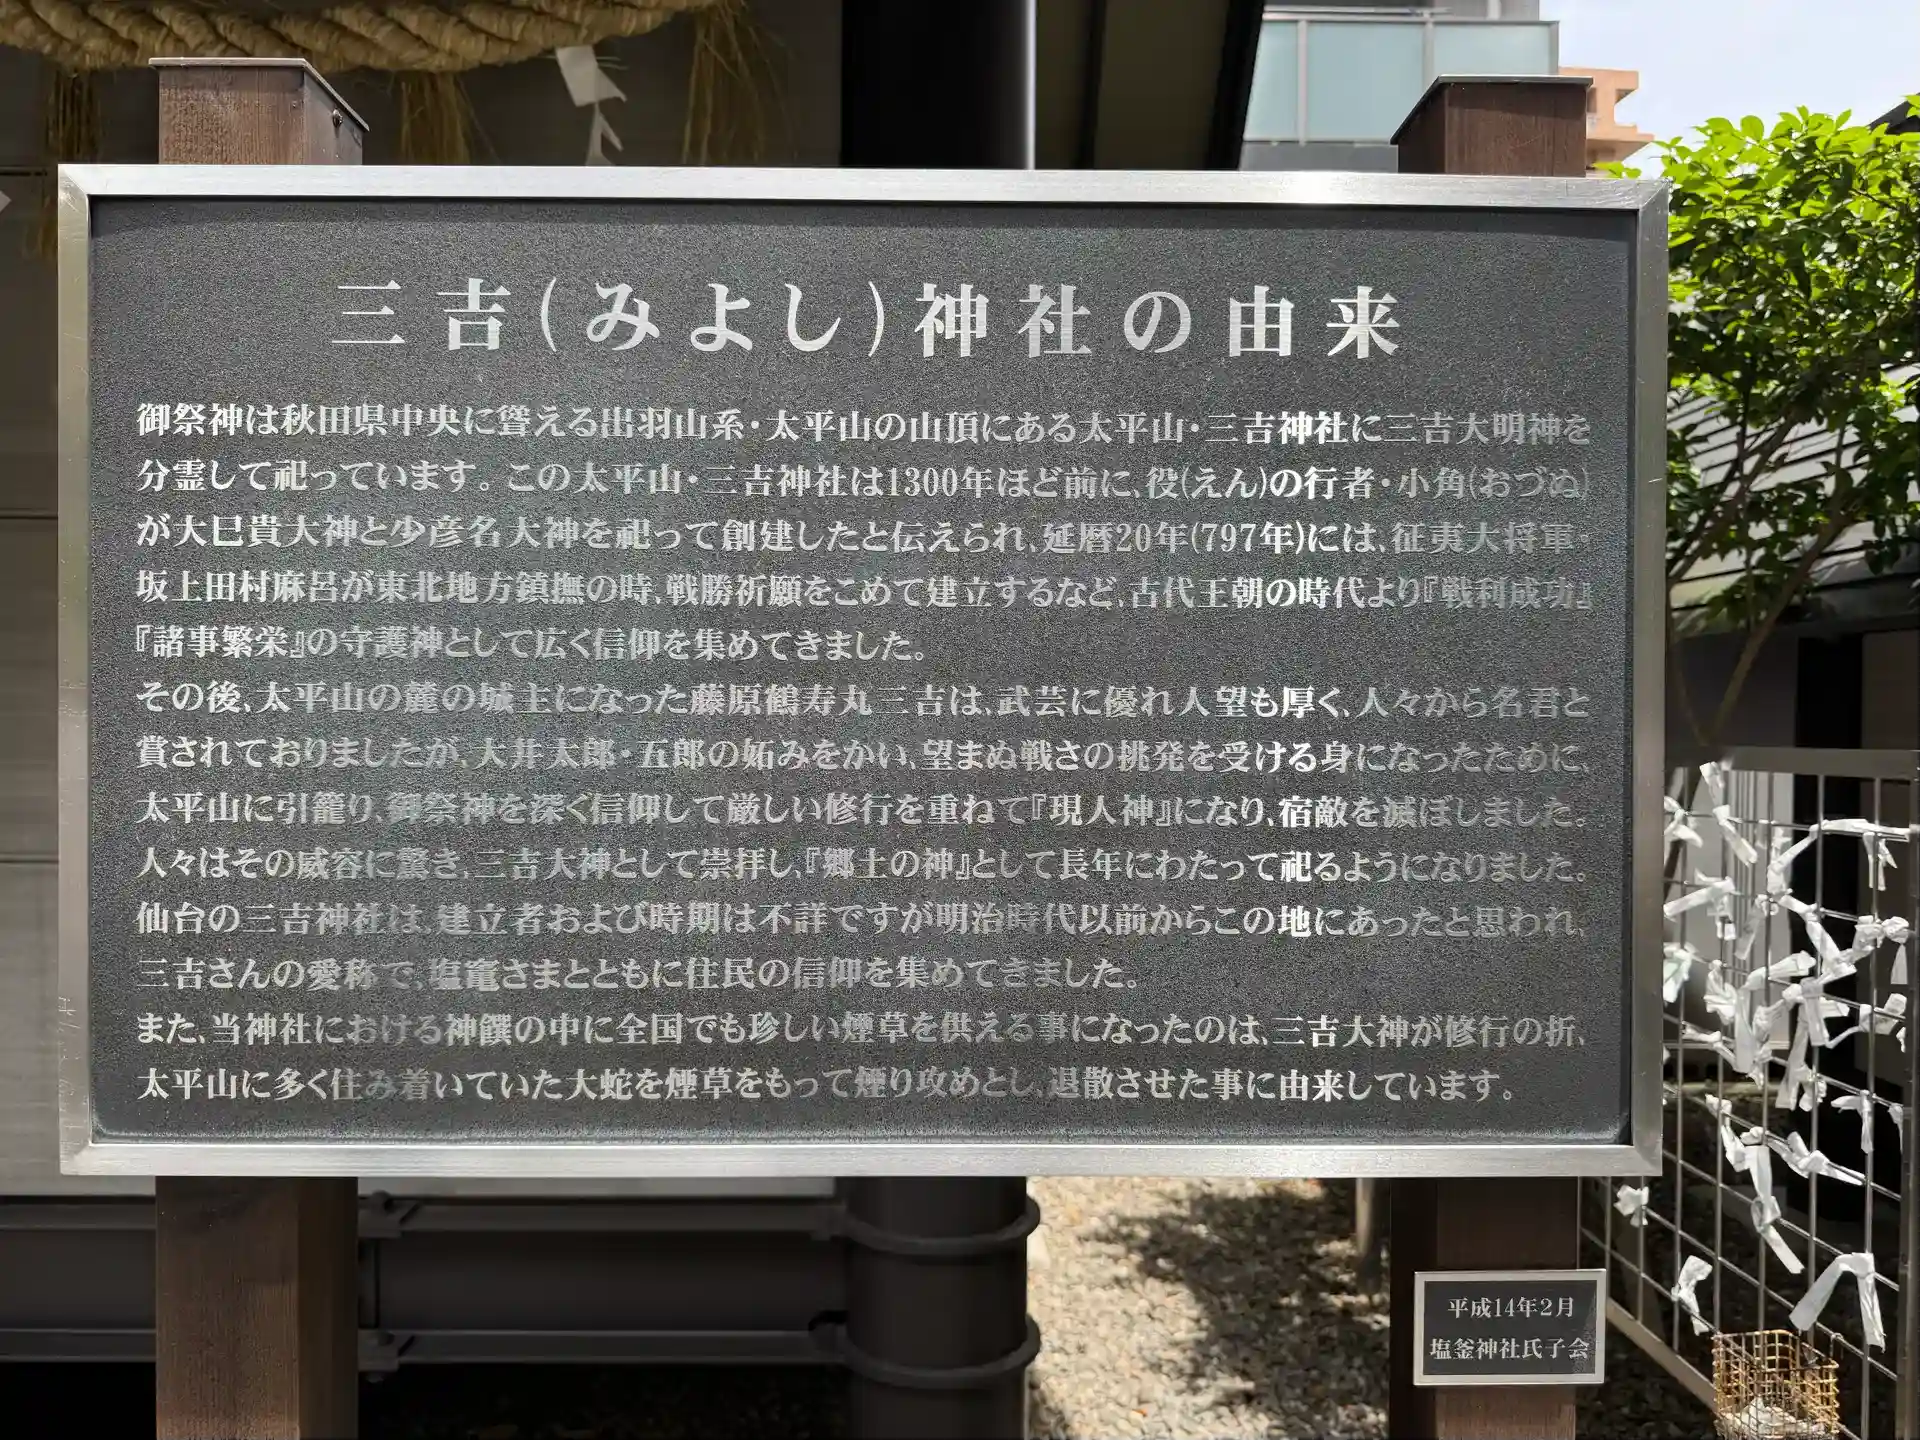 三吉(みよし)神社の由来
御祭神は秋田県中央に聳える出羽山系・太平山の山頂にある太平山・三吉神社に三吉大明神を
分霊して祀っています。この太平山・三吉神社は1300年ほど前に、役(えん)の行者・小角(おづぬ)
が大巳貴大神と少彦名大神を祀って創建したと伝えられ、延暦20年(797年)には、征夷大将軍・
坂上田村麻呂が東北地方鎮撫の時、戦勝祈願をこめて建立するなど、古代王朝の時代より『戦利成功』
『諸事繁栄』の守護神として広く信仰を集めてきました。
その後、太平山の麓の城主になった藤原鶴寿丸三吉は、武芸に優れ人望も厚く、人々から名君と
賞されておりましたが、大井太郎・五郎の妬みをかい、望まぬ戦さの挑発を受ける身になったために、
太平山に引籠り、御祭神を深く信仰して厳しい修行を重ねて『現人神』になり、宿敵を滅ぼしました。
人々はその威容に驚き、三吉大神として崇拝し、『郷土の神』として長年にわたって祀るようになりました。
仙台の三吉神社は、建立者および時期は不詳ですが明治時代以前からこの地にあったと思われ、
三吉さんの愛称で、塩竈さまとともに住民の信仰を集めてきました。
また、当神社における神饌の中に全国でも珍しい煙草を供える事になったのは、三吉大神が修行の折、
太平山に多く住み着いていた大蛇を煙草をもって煙り攻めとし、退散させた事に由来しています。
平成14年2月
塩釜神社氏子会